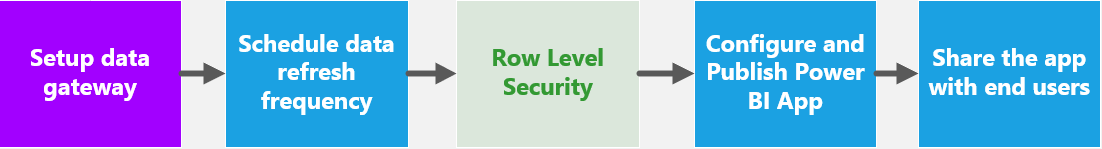 Setup data
gateway
Schedule data
refresh
frequency
Row Level
Security
Configure and
Publish Power
BI App
Share the app
with end users